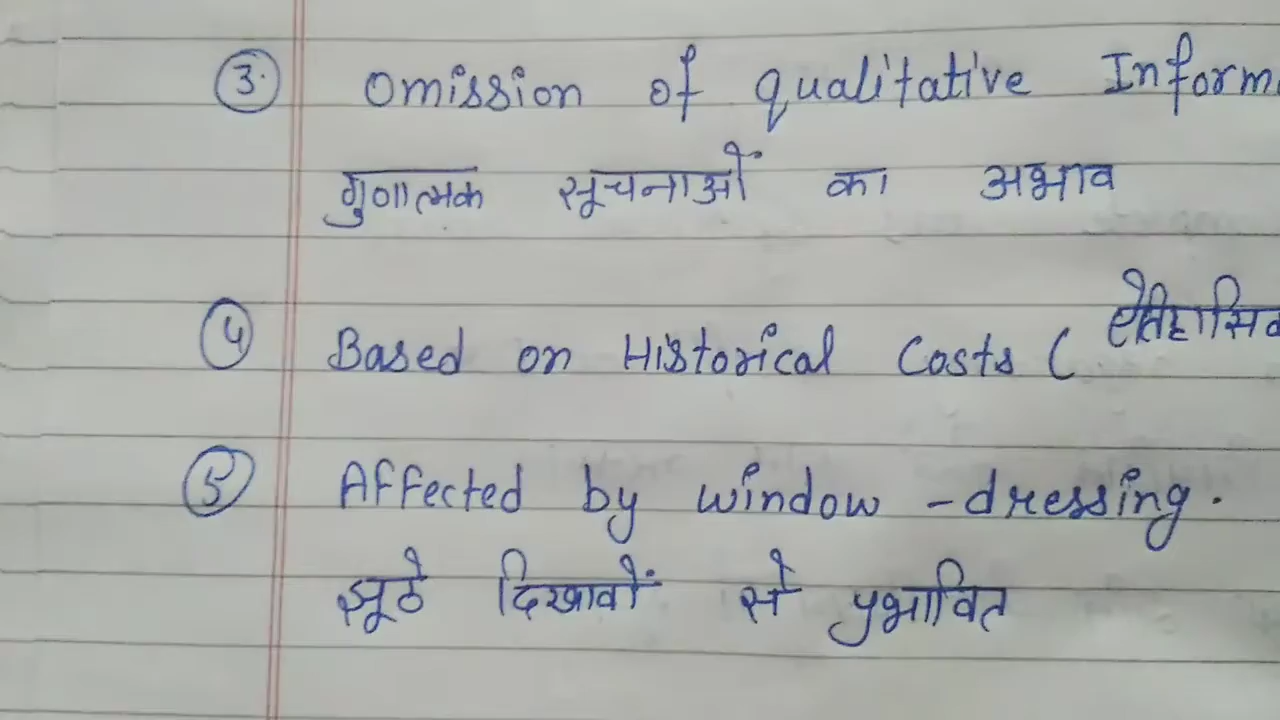 3. Omission of qualitative Inform
गुणात्मक सूचनाओं का अभाव
4 Based on Historical Costs ( ऐतिहासिक
5 Affected by window-dressing.
झूठे दिखावों से प्रभावित